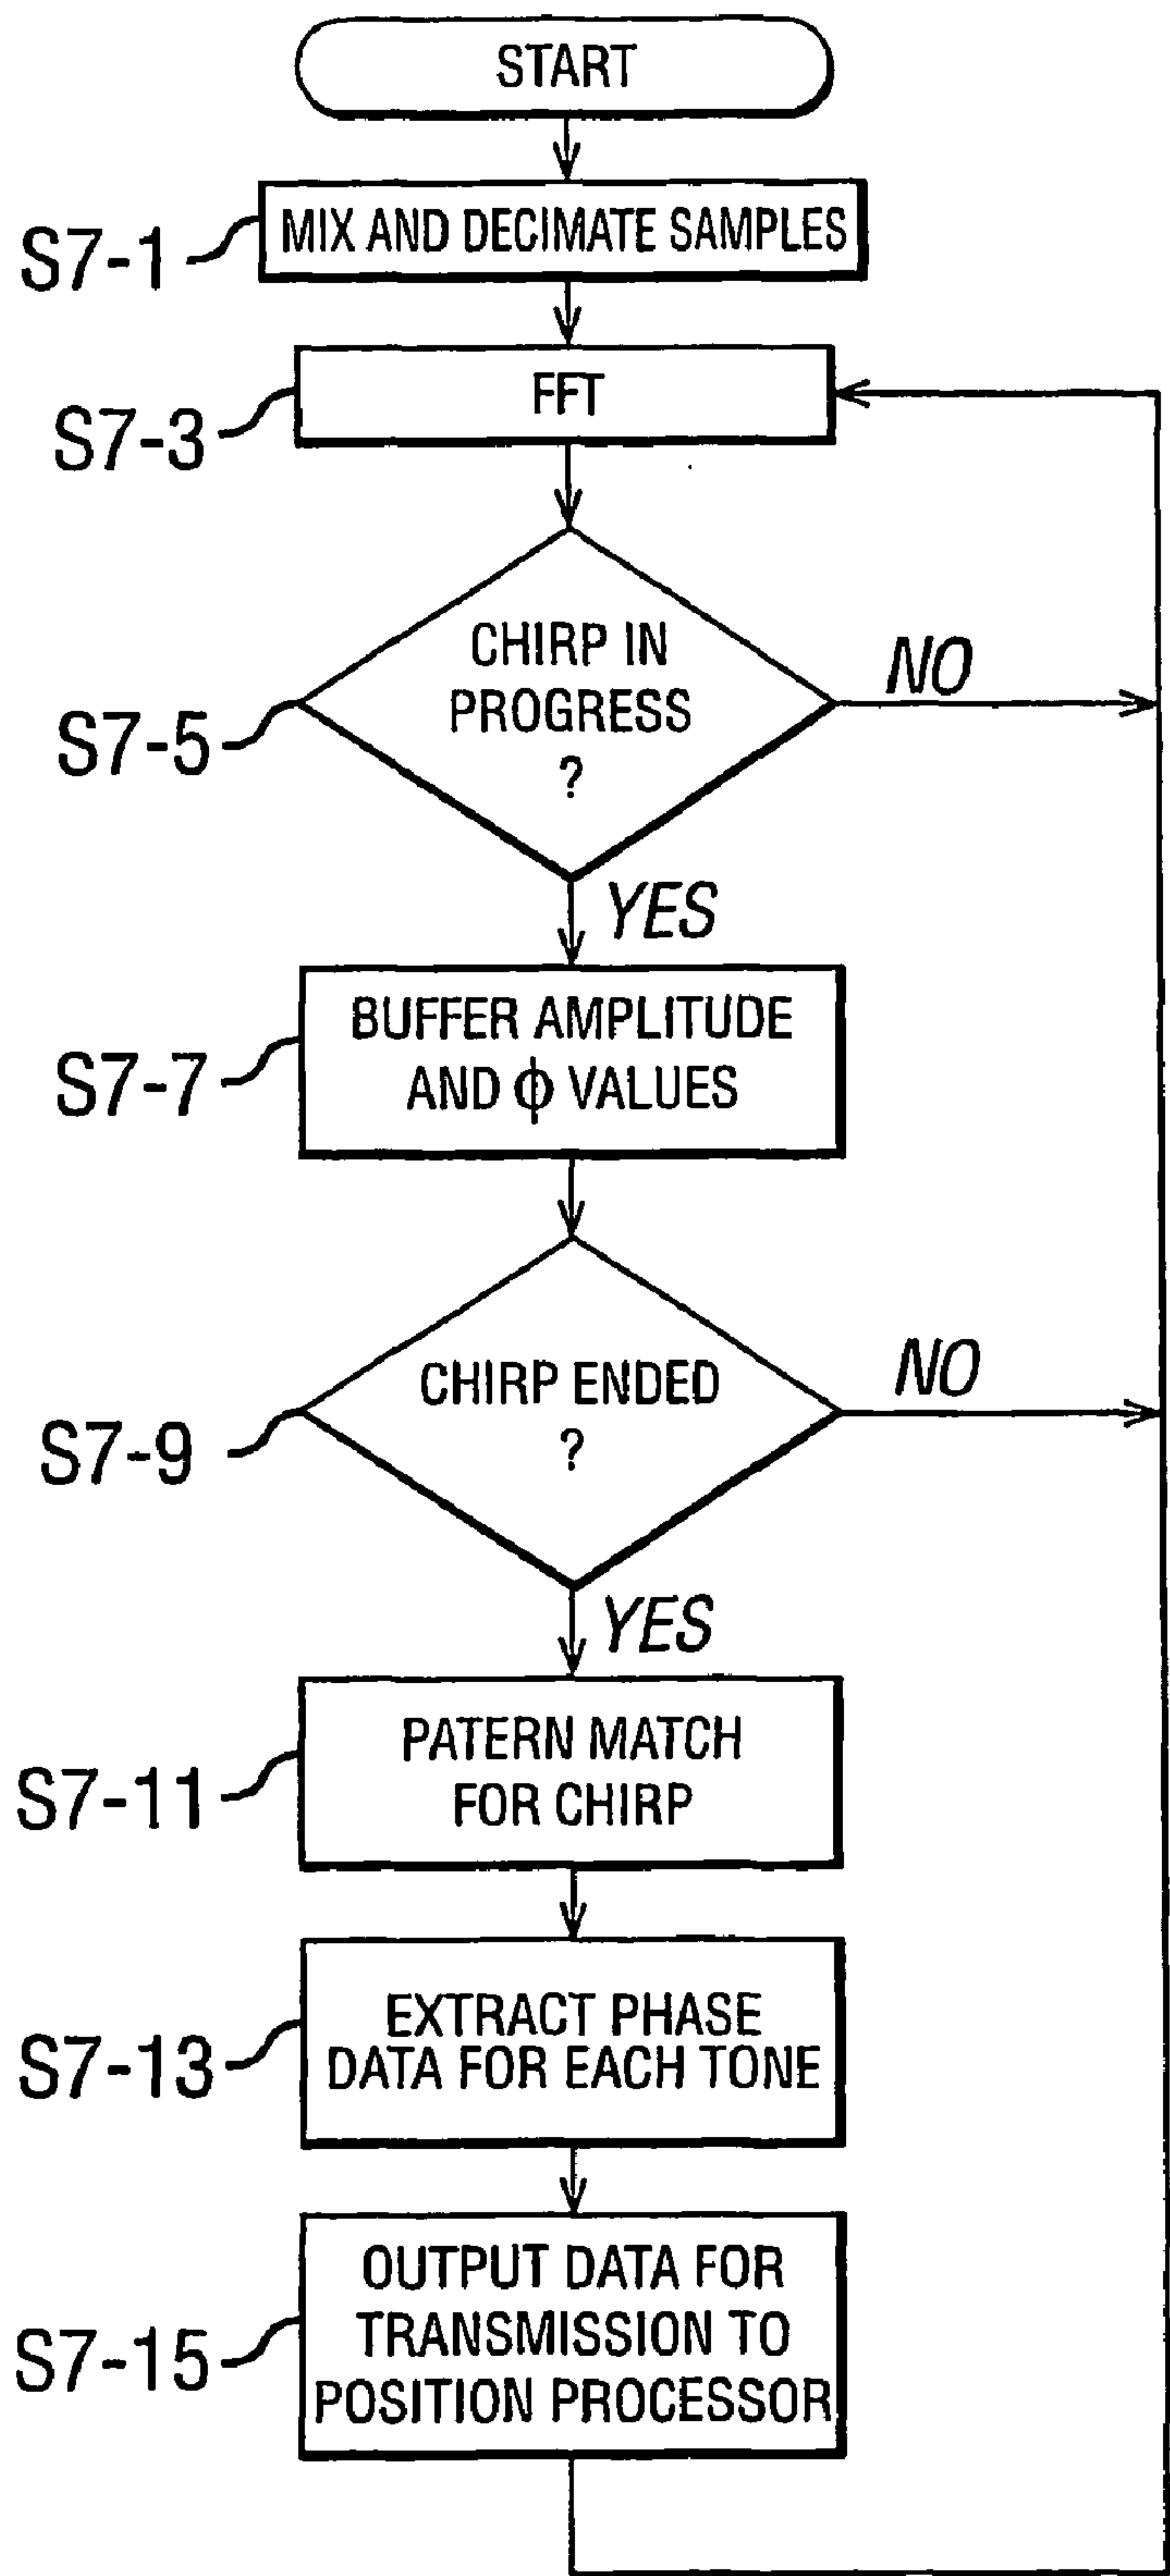 START
S7-1
MIX AND DECIMATE SAMPLES
S7-3
FFT
S7-5
CHIRP IN
PROGRESS
?
NO
YES
S7-7
BUFFER AMPLITUDE
AND ϕ VALUES
S7-9
CHIRP ENDED
?
NO
YES
S7-11
PATERN MATCH
FOR CHIRP
S7-13
EXTRACT PHASE
DATA FOR EACH TONE
S7-15
OUTPUT DATA FOR
TRANSMISSION TO
POSITION PROCESSOR